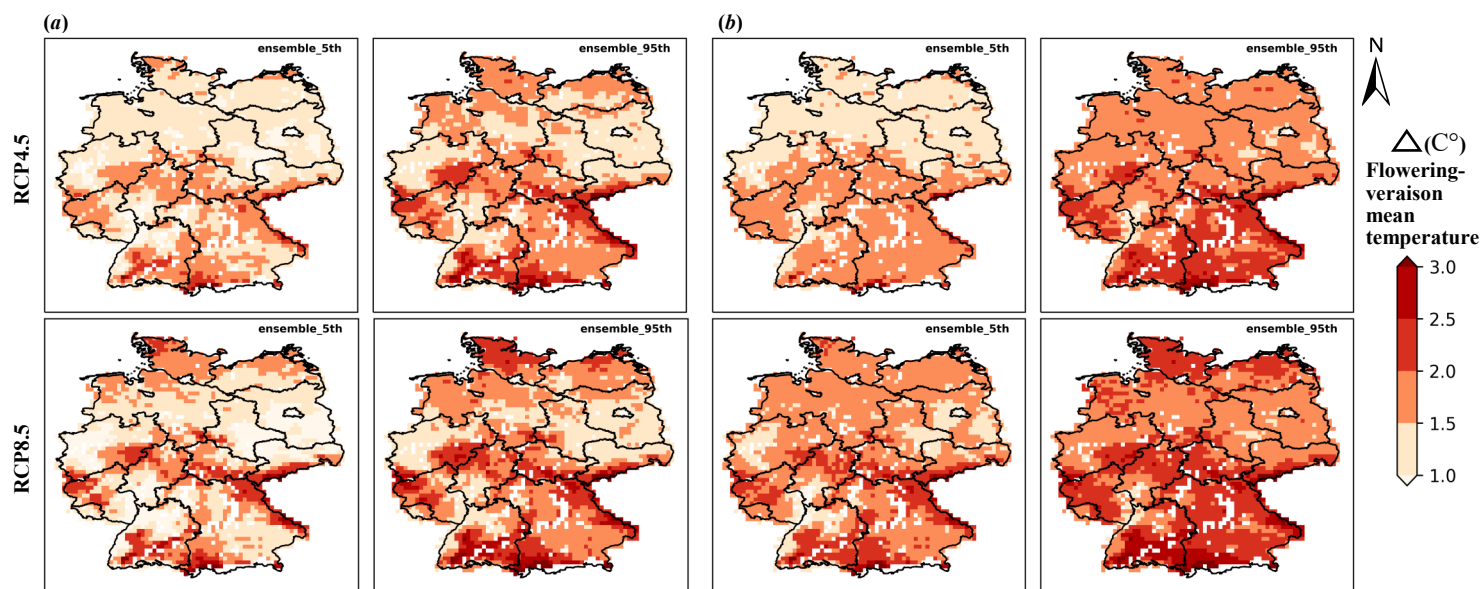 (a)
(b)
ensemble_5th
ensemble_95th
ensemble_5th
ensemble_95th
N
RCP4.5
△(C°)
Flowering-
veraison
mean
temperature
3.0
2.5
2.0
1.5
1.0
ensemble_5th
ensemble_95th
ensemble_5th
ensemble_95th
RCP8.5